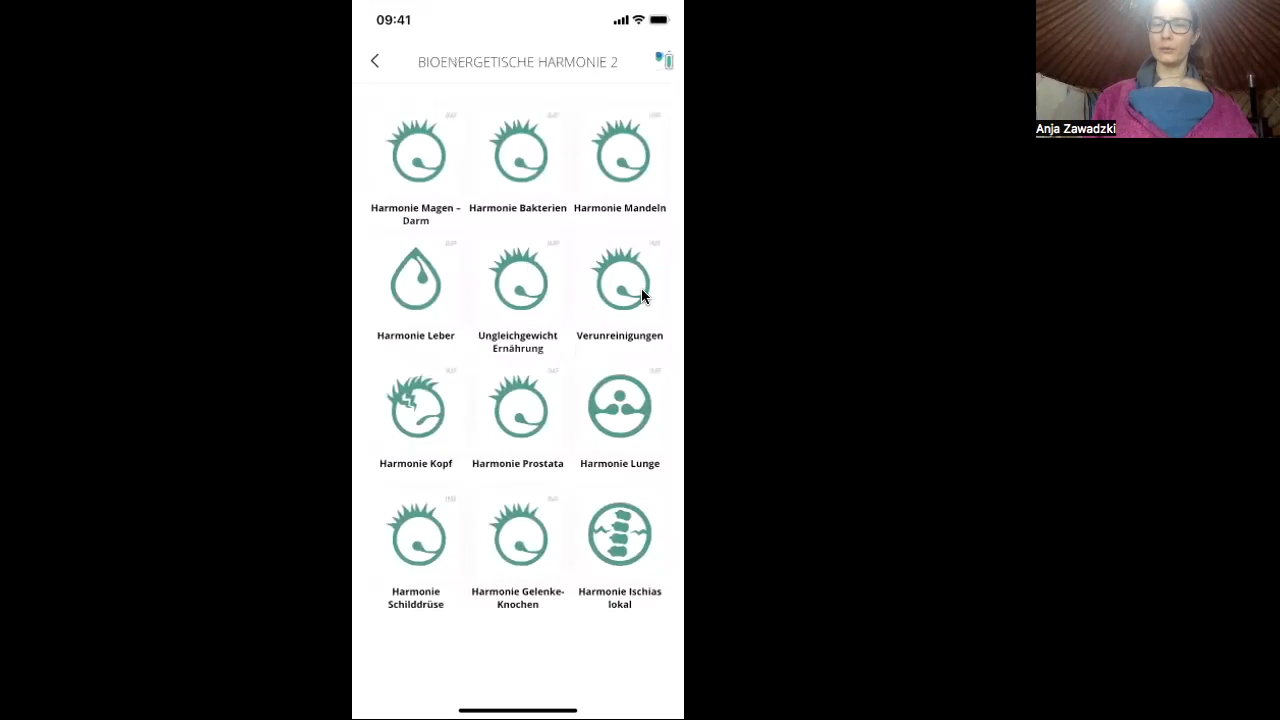 09:41
BIOENERGETISCHE HARMONIE 2
Anja Zawadzki
Harmonie Magen –
Darm
Harmonie Bakterien
Harmonie Mandeln
Harmonie Leber
Ungleichgewicht
Ernährung
Verunreinigungen
Harmonie Kopf
Harmonie Prostata
Harmonie Lunge
Harmonie
Schilddrüse
Harmonie Gelenke-
Knochen
Harmonie Ischias
lokal